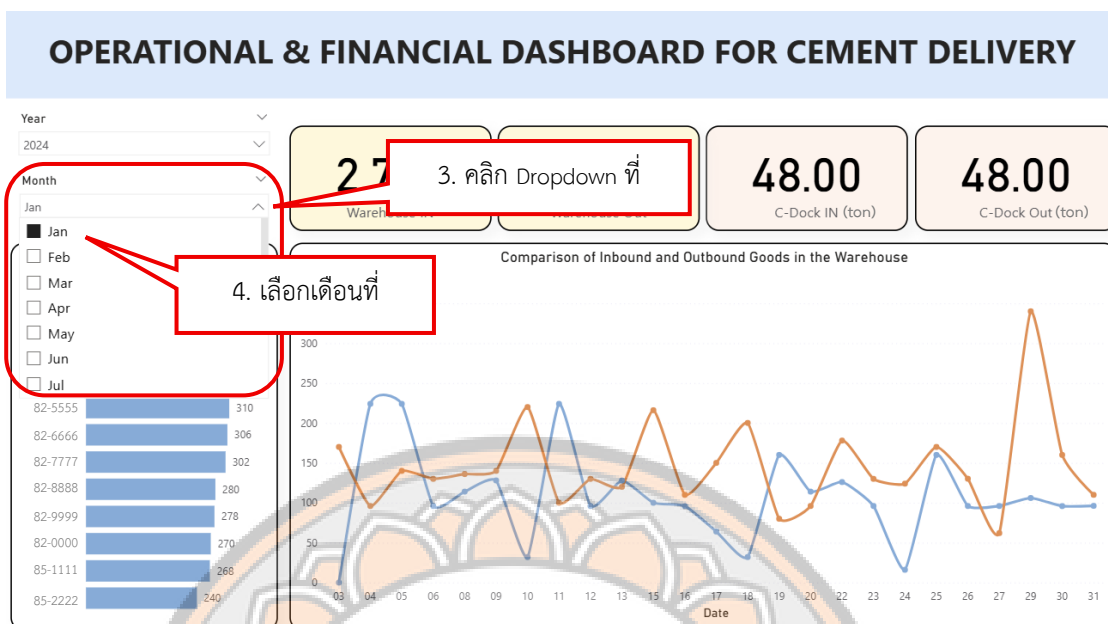 OPERATIONAL & FINANCIAL DASHBOARD FOR CEMENT DELIVERY
Year
2024
Month
Jan
Jan
Feb
Mar
Apr
May
Jun
Jul
3. คลิก Dropdown ที่
4. เลือกเดือนที่
2.7
48.00
C-Dock IN (ton)
48.00
C-Dock Out (ton)
82-5555 310
82-6666 306
82-7777 302
82-8888 280
82-9999 278
82-0000 270
85-1111 268
85-2222 240
Comparison of Inbound and Outbound Goods in the Warehouse
300
250
200
150
100
50
0
03 04 05 06 08 09 10 11 12 13 15 16 17 18 19 20 22 23 24 25 26 27 29 30 31
Date